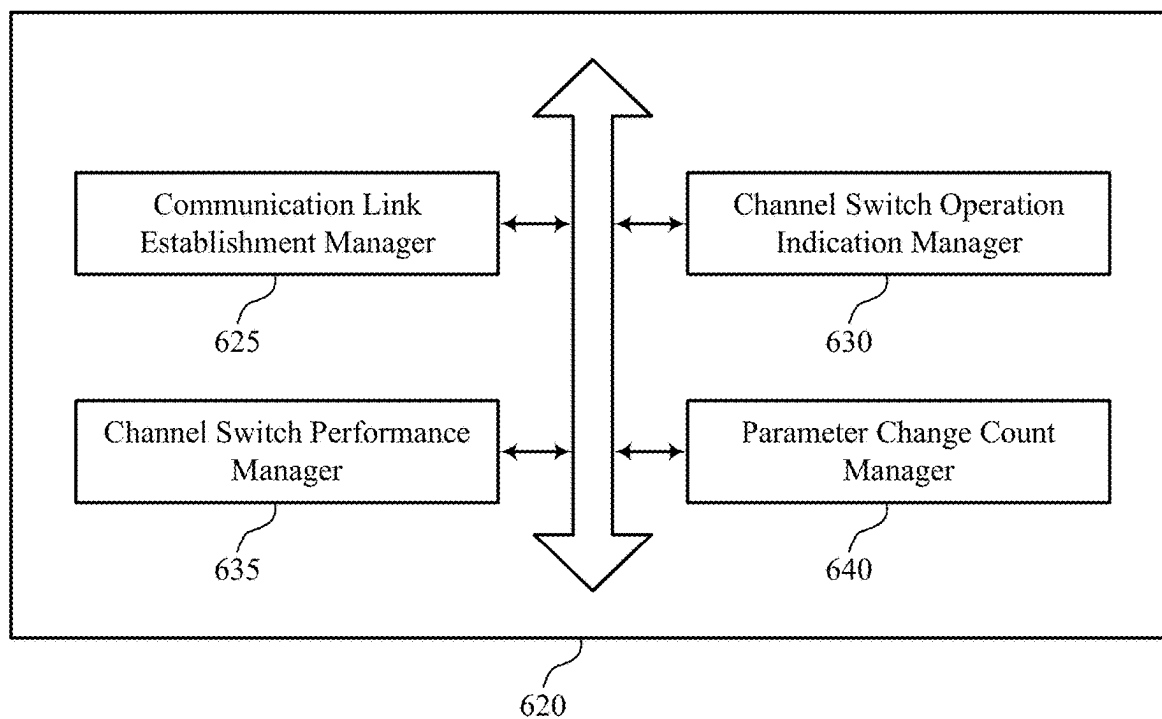 Communication Link
Establishment Manager
625
Channel Switch Operation
Indication Manager
630
Channel Switch Performance
Manager
635
Parameter Change Count
Manager
640
620